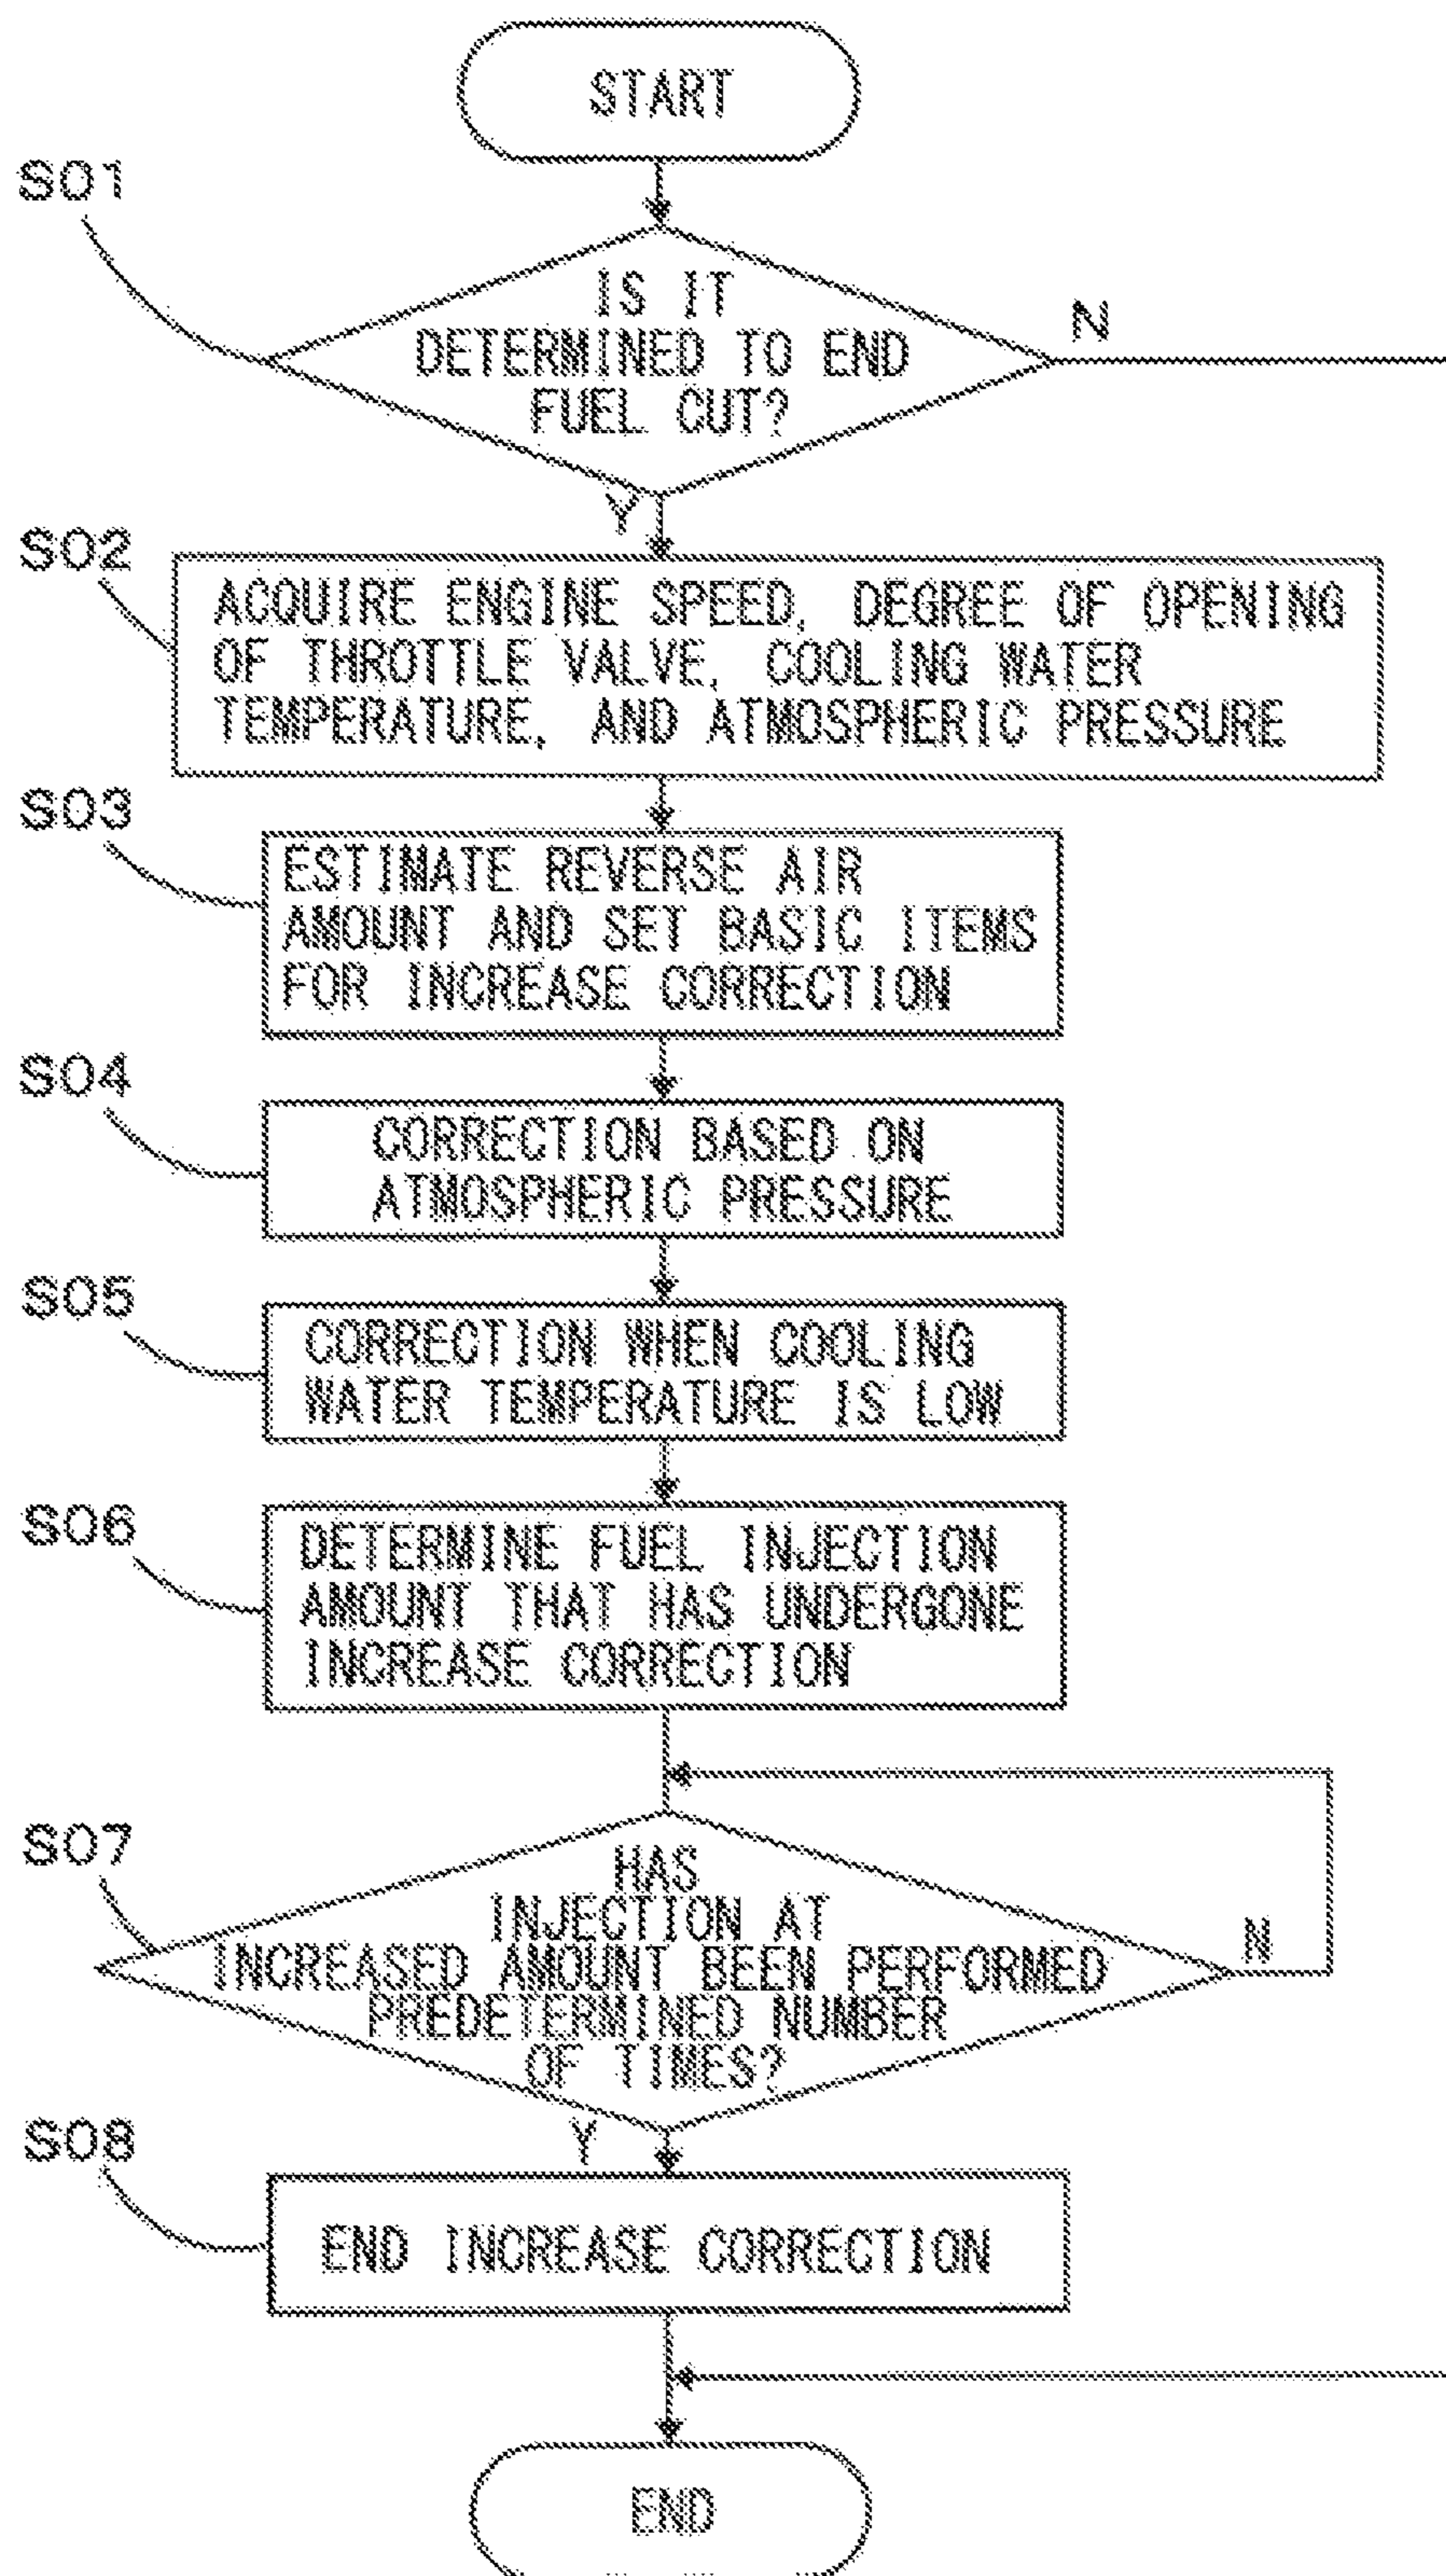 START
S01
IS IT
DETERMINED TO END
FUEL CUT?
N
Y
S02
ACQUIRE ENGINE SPEED, DEGREE OF OPENING
OF THROTTLE VALVE, COOLING WATER
TEMPERATURE, AND ATMOSPHERIC PRESSURE
S03
ESTIMATE REVERSE AIR
AMOUNT AND SET BASIC ITEMS
FOR INCREASE CORRECTION
S04
CORRECTION BASED ON
ATMOSPHERIC PRESSURE
S05
CORRECTION WHEN COOLING
WATER TEMPERATURE IS LOW
S06
DETERMINE FUEL INJECTION
AMOUNT THAT HAS UNDERGONE
INCREASE CORRECTION
S07
HAS
INJECTION AT
INCREASED AMOUNT BEEN PERFORMED
PREDETERMINED NUMBER
OF TIMES?
N
Y
S08
END INCREASE CORRECTION
END